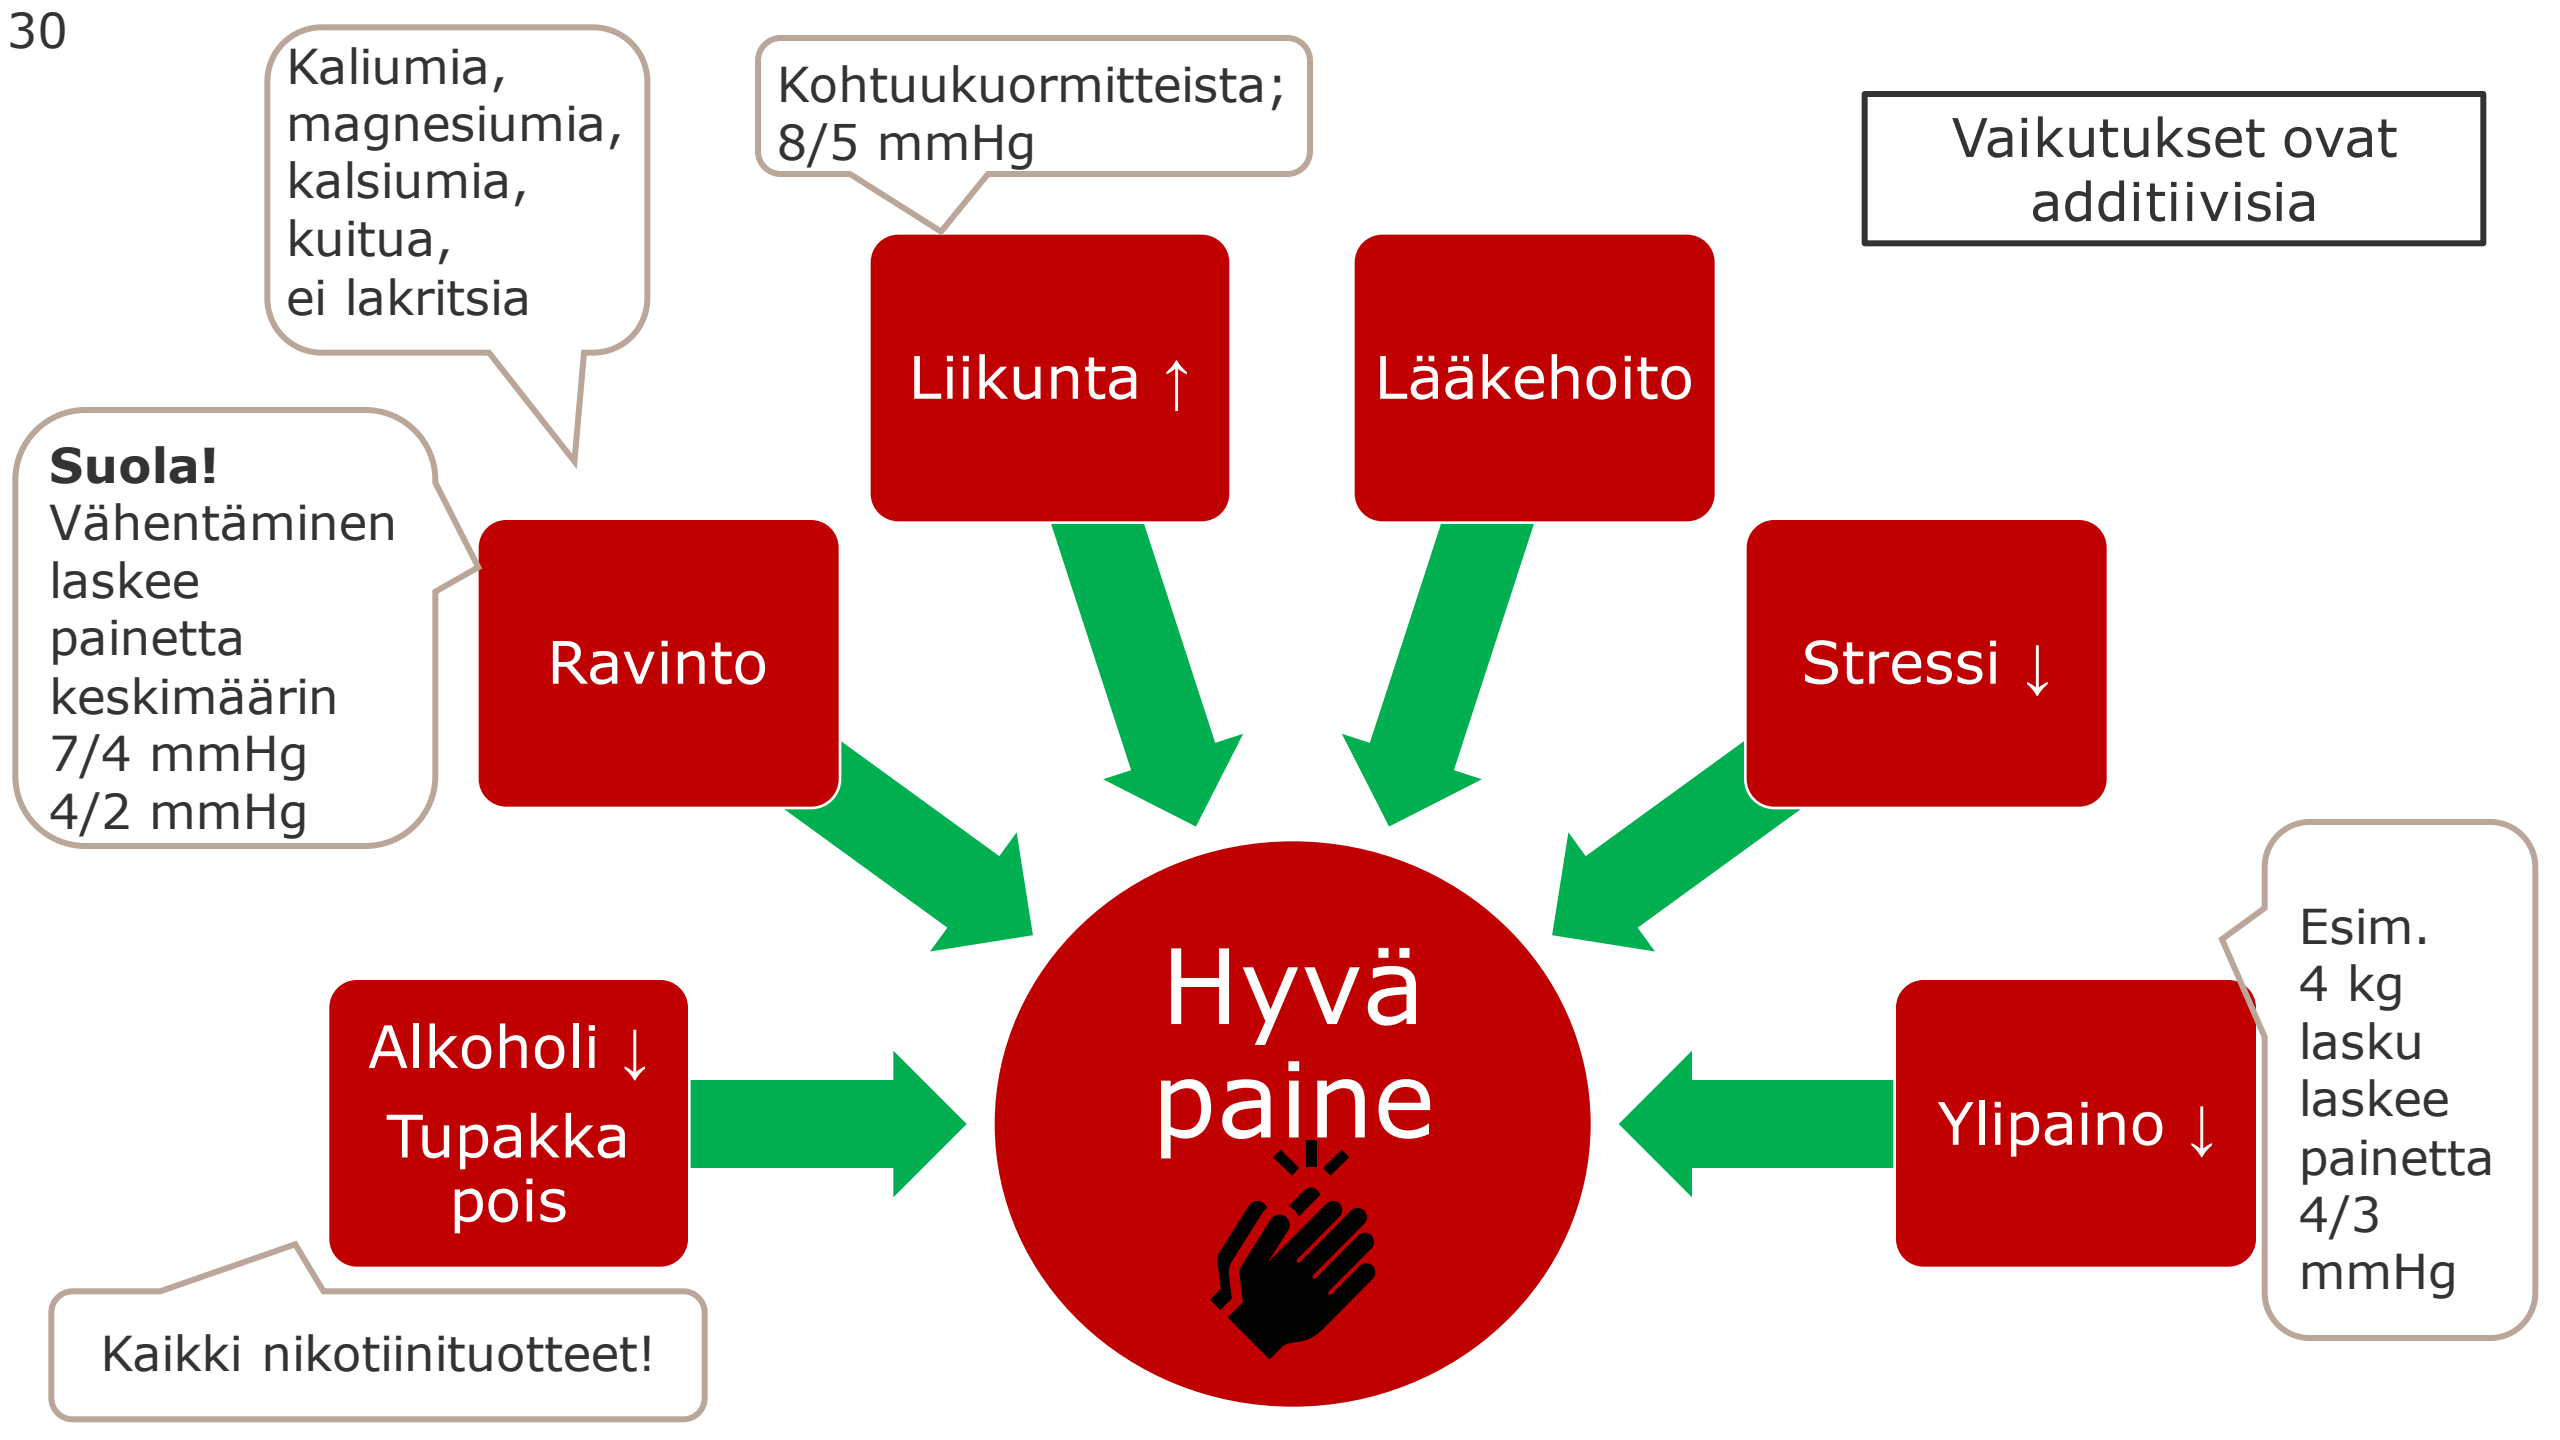 30
Kaliumia,
magnesiumia,
kalsiumia,
kuitua,
ei lakritsia
Kohtuukuormitteista;
8/5 mmHg
Vaikutukset ovat
additiivisia
Liikunta ↑
Lääkehoito
Suola!
Vähentäminen
laskee
painetta
keskimäärin
7/4 mmHg
4/2 mmHg
Ravinto
Stressi ↓
Alkoholi ↓
Tupakka
pois
Hyvä
paine
Ylipaino ↓
Esim.
4 kg
lasku
laskee
painetta
4/3
mmHg
Kaikki nikotiinituotteet!